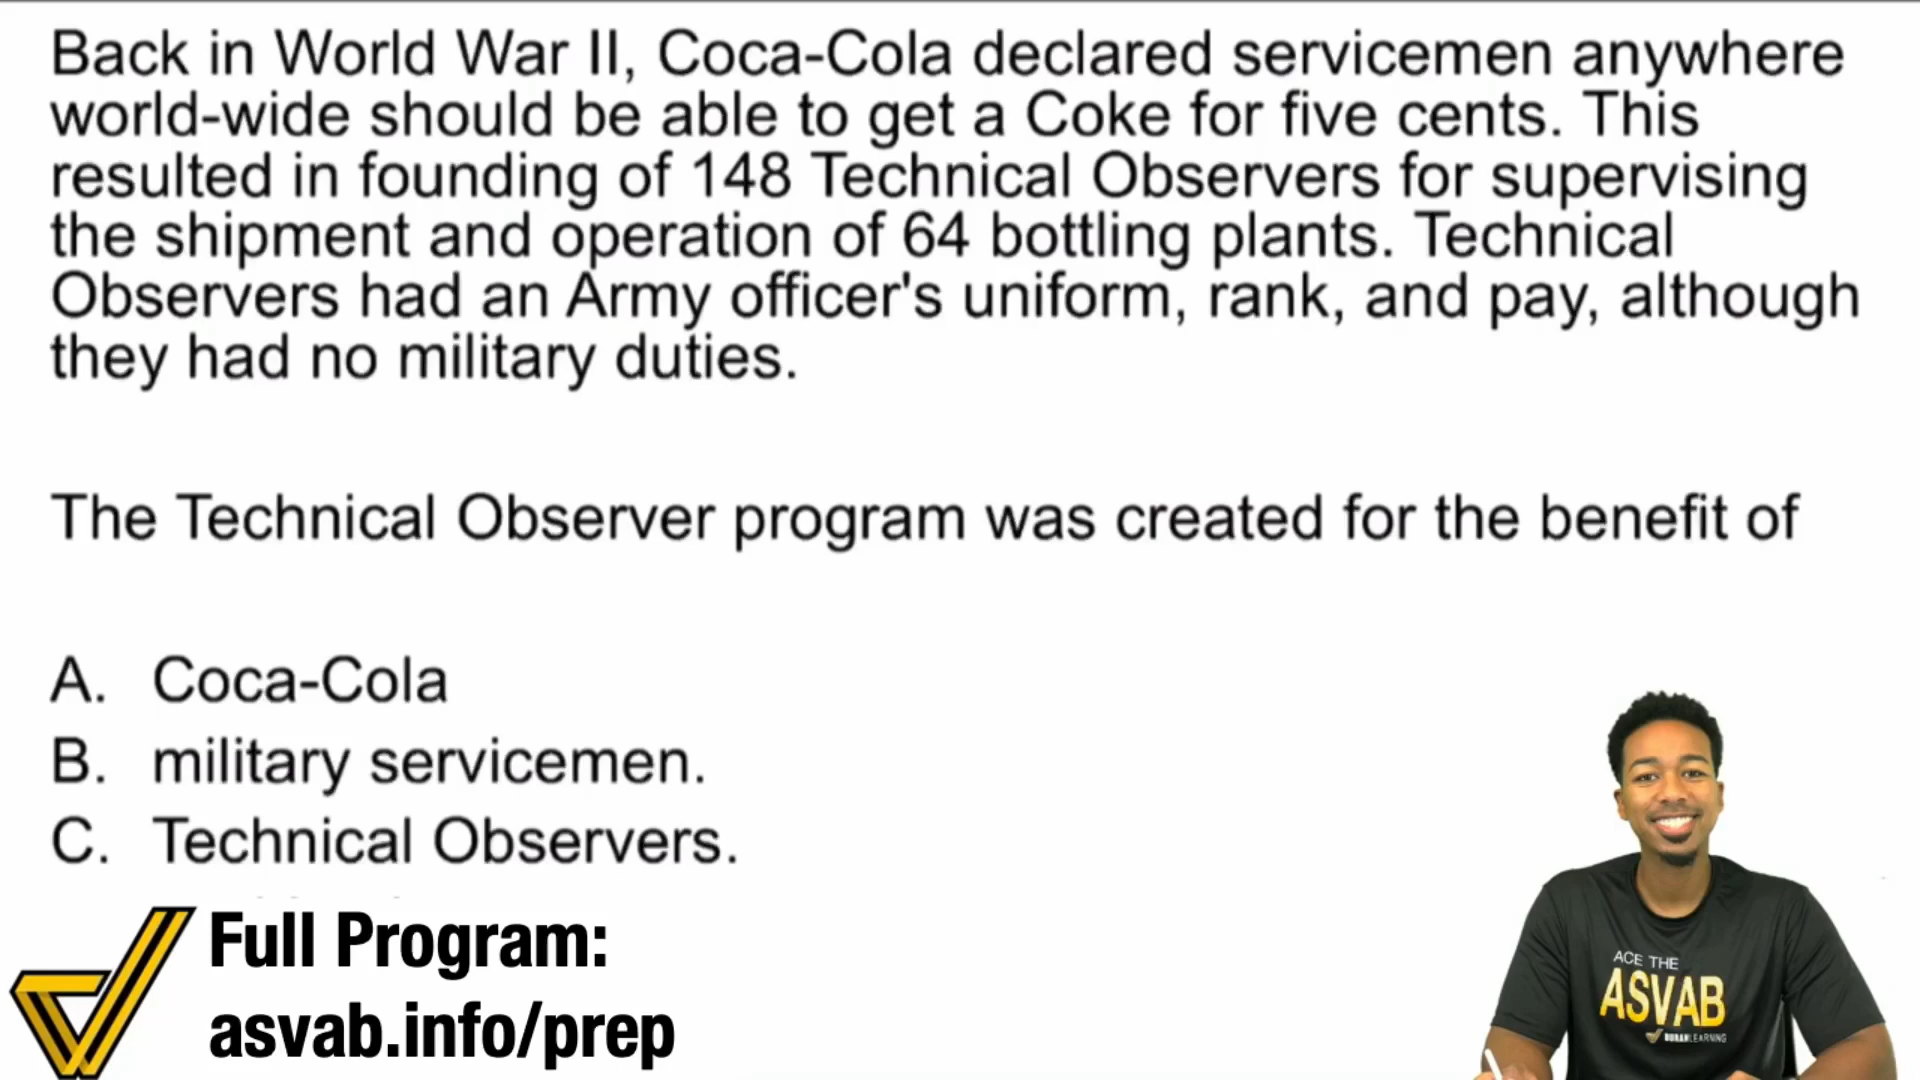 Back in World War II, Coca-Cola declared servicemen anywhere
world-wide should be able to get a Coke for five cents. This
resulted in founding of 148 Technical Observers for supervising
the shipment and operation of 64 bottling plants. Technical
Observers had an Army officer's uniform, rank, and pay, although
they had no military duties.
The Technical Observer program was created for the benefit of
A. Coca-Cola
B. military servicemen.
C. Technical Observers.
Full Program:
asvab.info/prep
ACE THE
ASVAB
DURANLEARNING